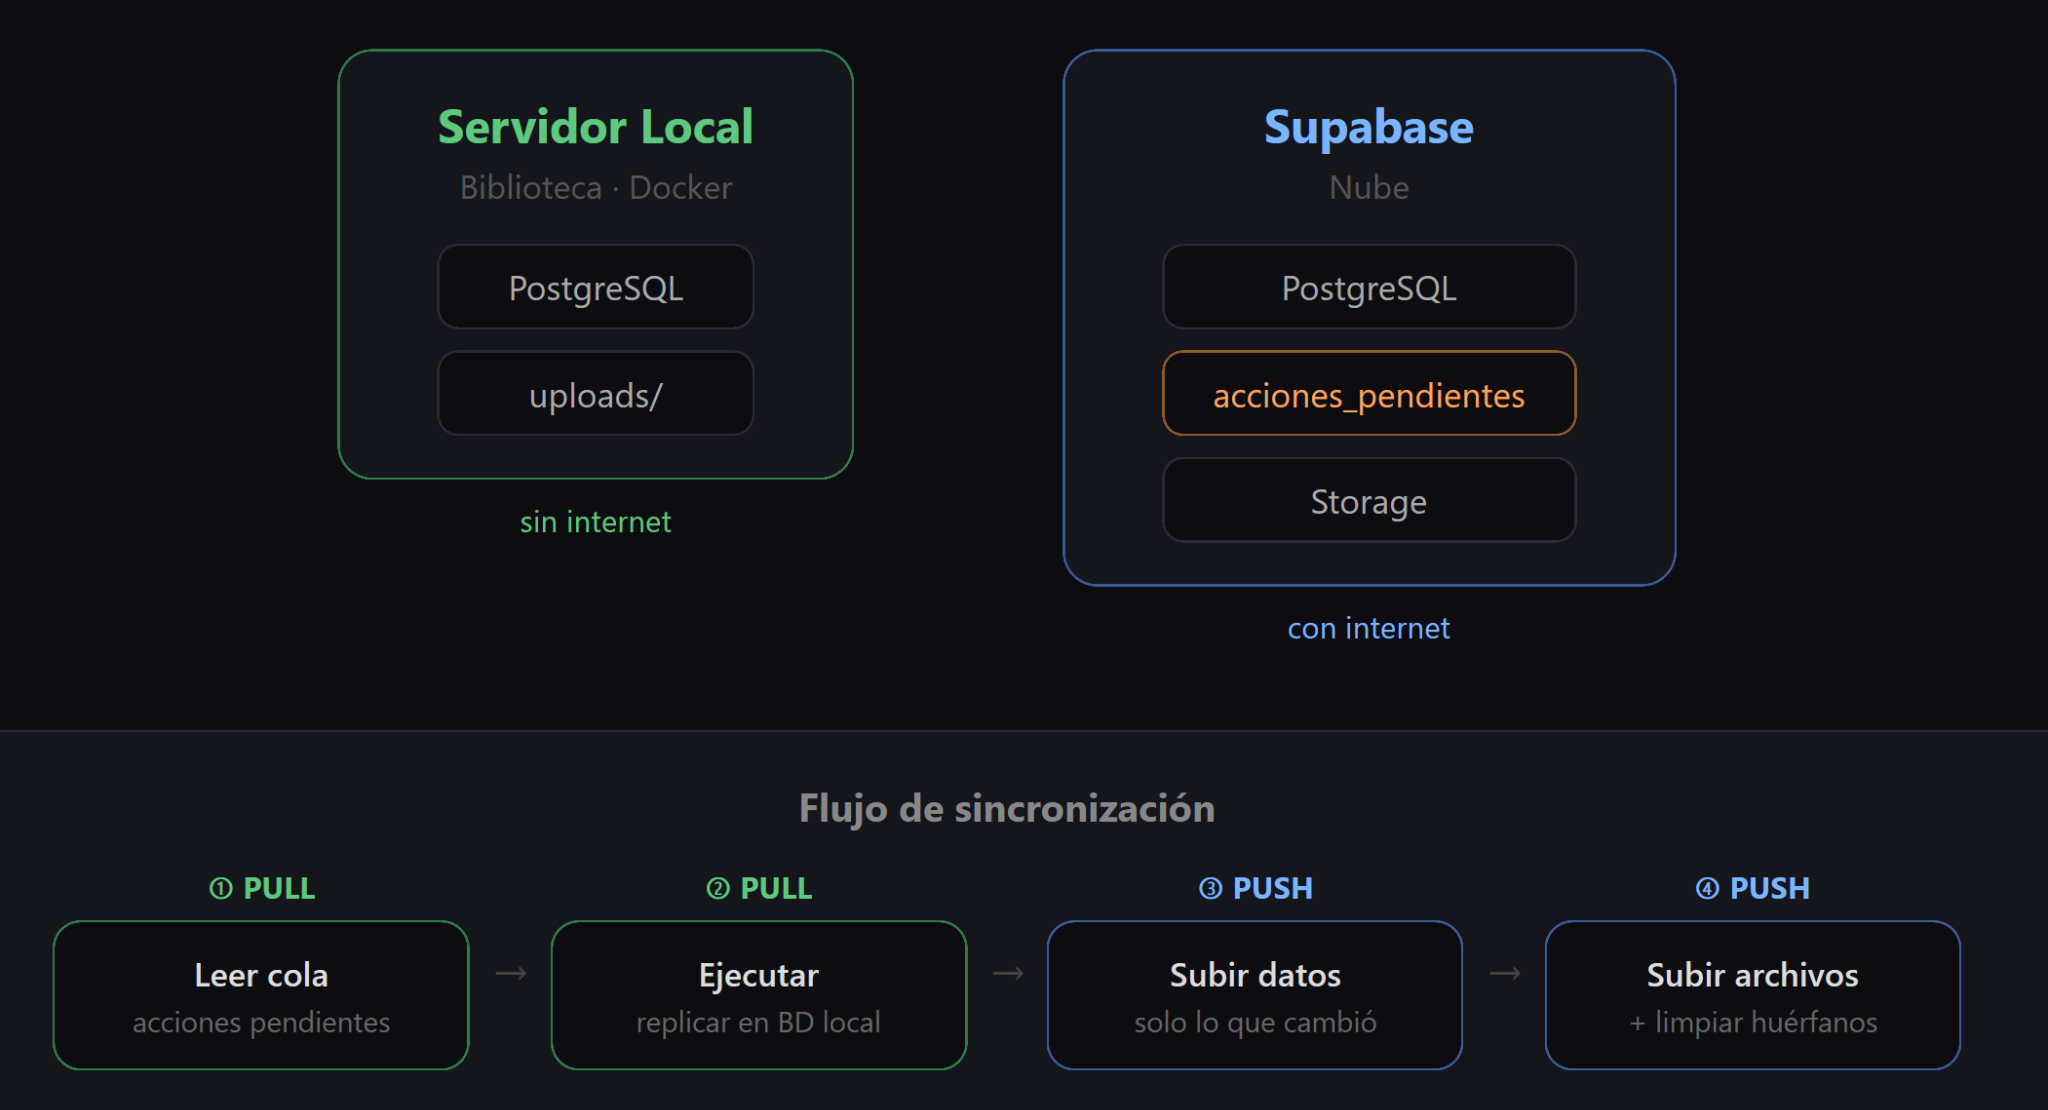 Servidor Local
Biblioteca · Docker
PostgreSQL
uploads/
sin internet
Supabase
Nube
PostgreSQL
acciones_pendientes
Storage
con internet
Flujo de sincronización
① PULL
Leer cola
acciones pendientes
→
② PULL
Ejecutar
replicar en BD local
→
③ PUSH
Subir datos
solo lo que cambió
→
④ PUSH
Subir archivos
+ limpiar huérfanos